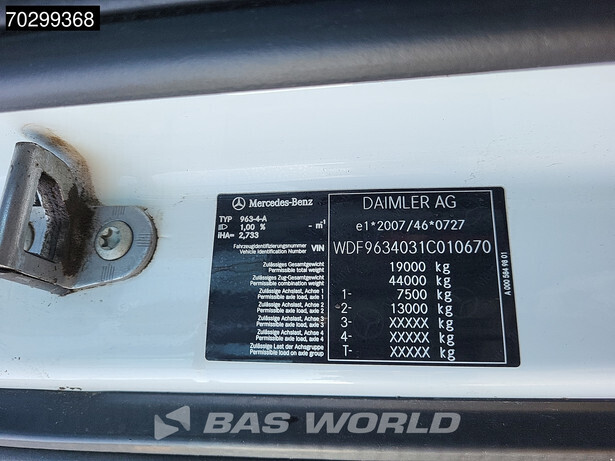 70299368
Mercedes-Benz
TYP 963-4-A
1,00 % - m⁻¹
iHA= 2,733
Fahrzeugidentifizierungsnummer
Vehicle Identification Number VIN
DAIMLER AG
e1*2007/46*0727
WDF9634031C010670
Zulässiges Gesamtgewicht
Permissible total weight 19000 kg
Zulässiges Zug-Gesamtgewicht
Permissible combination weight 44000 kg
Zulässige Achslast, Achse 1
Permissible axle load, axle 1 1- 7500 kg
Zulässige Achslast, Achse 2
Permissible axle load, axle 2 2- 13000 kg
Zulässige Achslast, Achse 3
Permissible axle load, axle 3 3- XXXXX kg
Zulässige Achslast, Achse 4
Permissible axle load, axle 4 4- XXXXX kg
Zulässige Last der Achsgruppe
Permissible load on axle group T- XXXXX kg
A 000 584 98 01
BAS WORLD